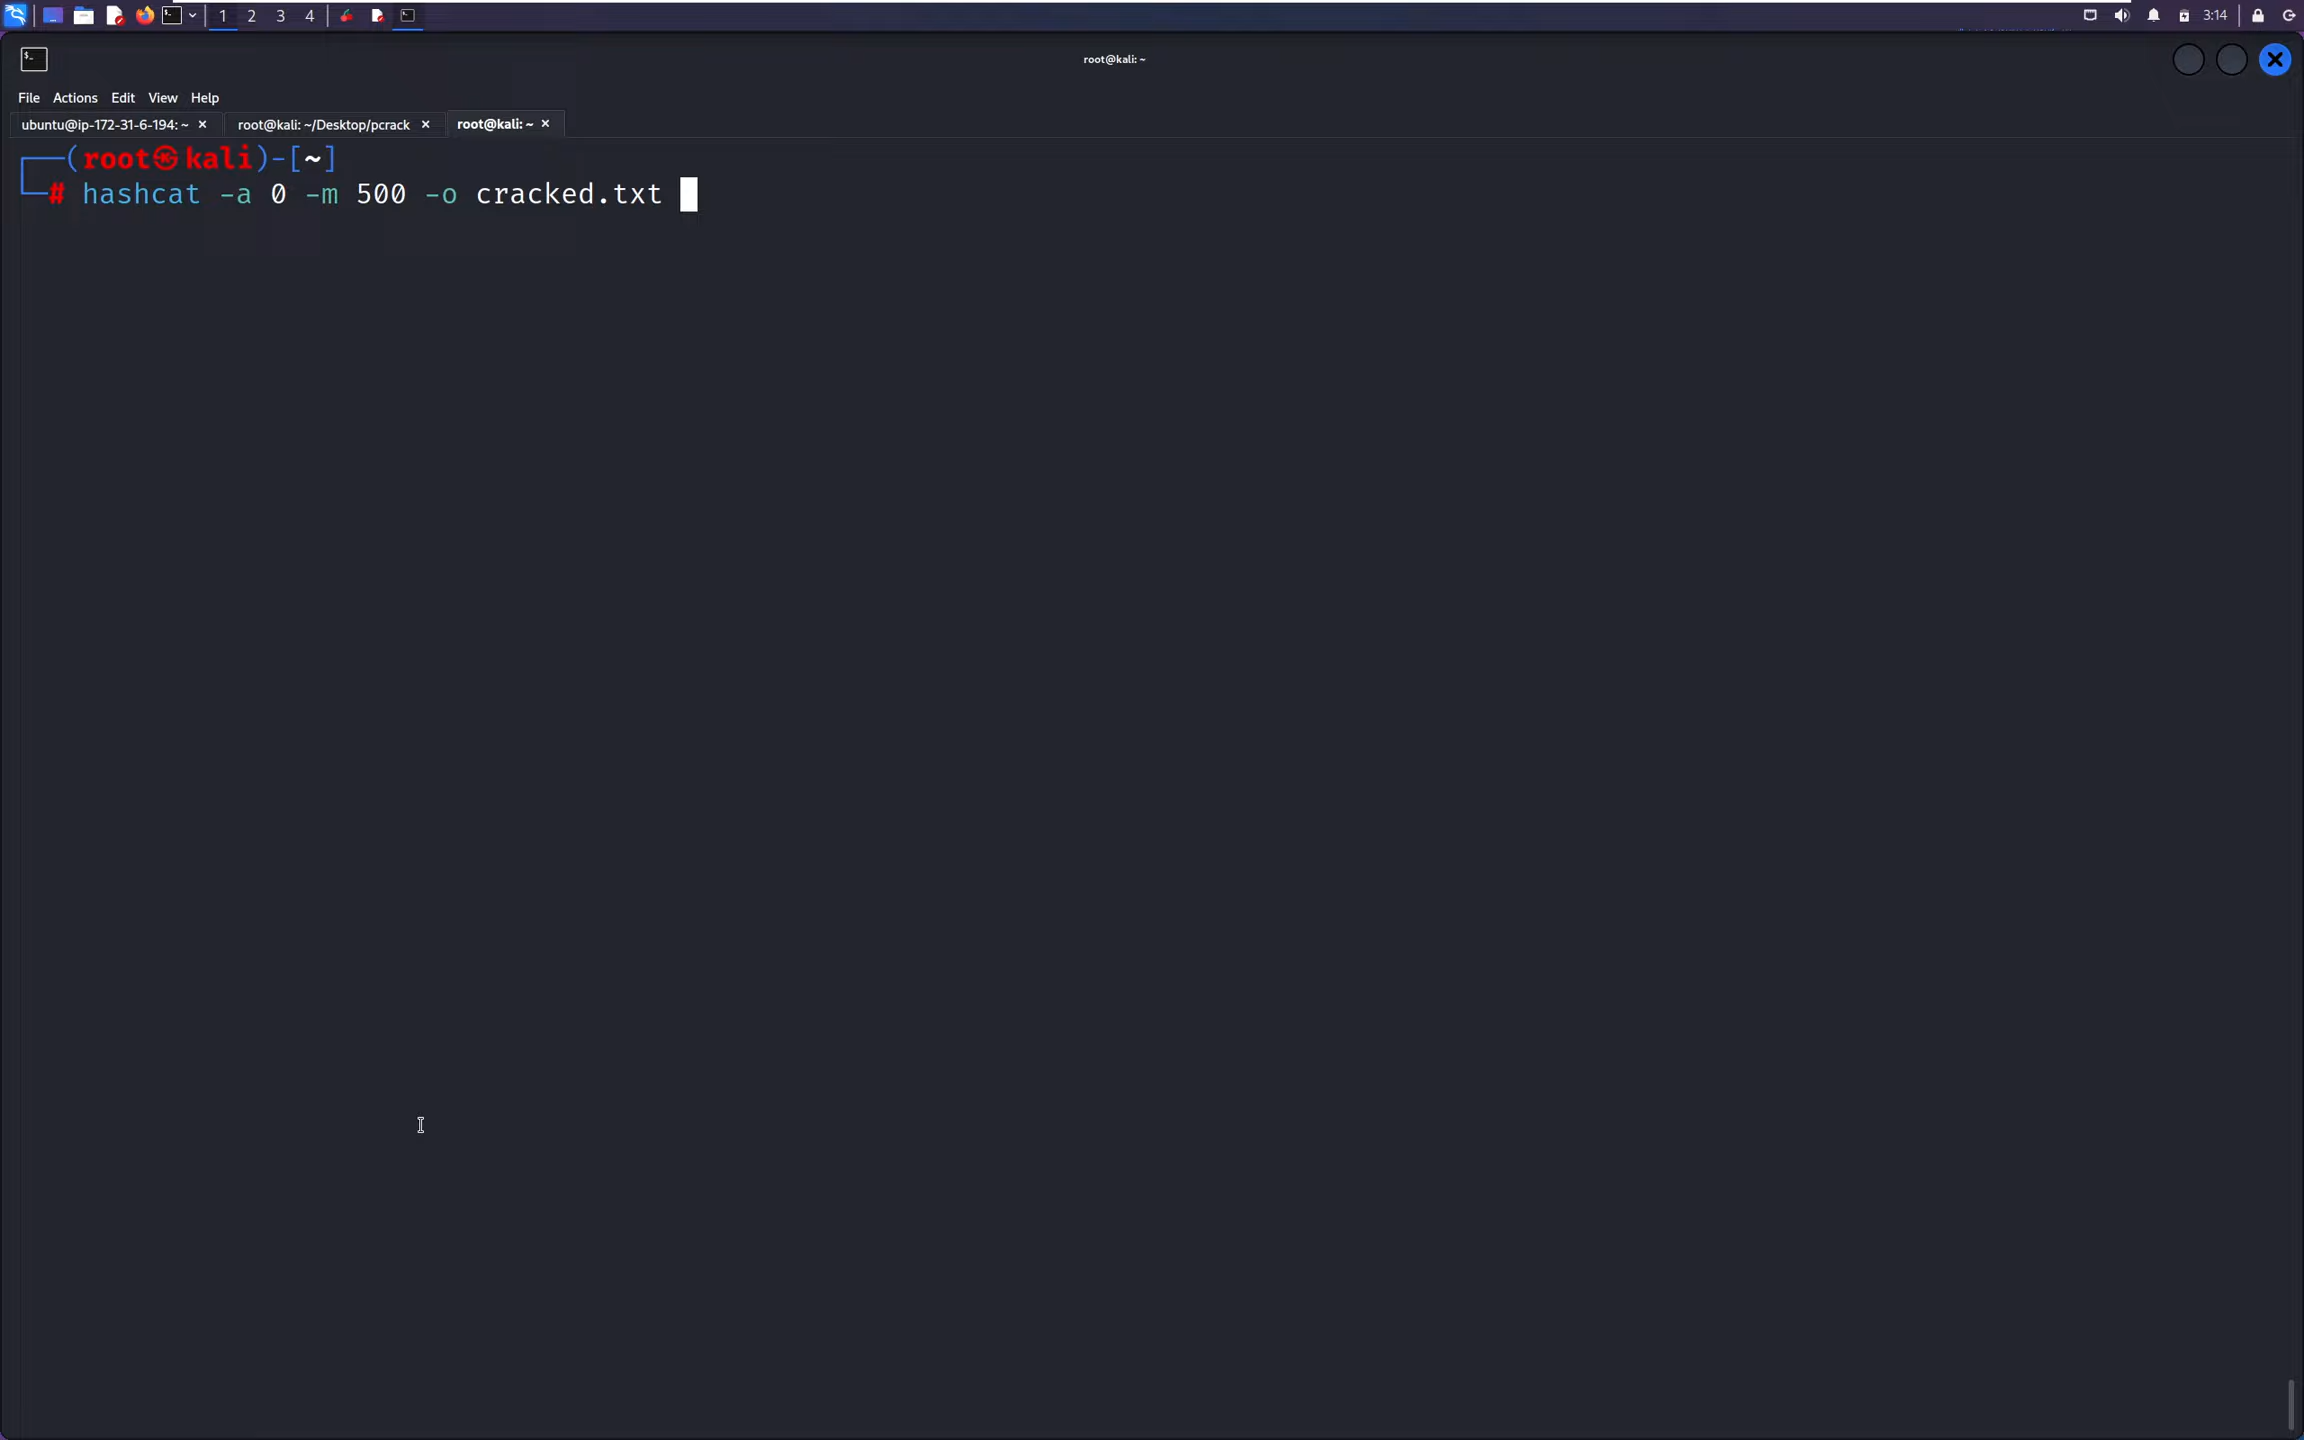 1 2 3 4 3:14
root@kali: ~
File Actions Edit View Help
ubuntu@ip-172-31-6-194: ~ root@kali: ~/Desktop/pcrack root@kali: ~
(root㉿kali)-[~]
# hashcat -a 0 -m 500 -o cracked.txt